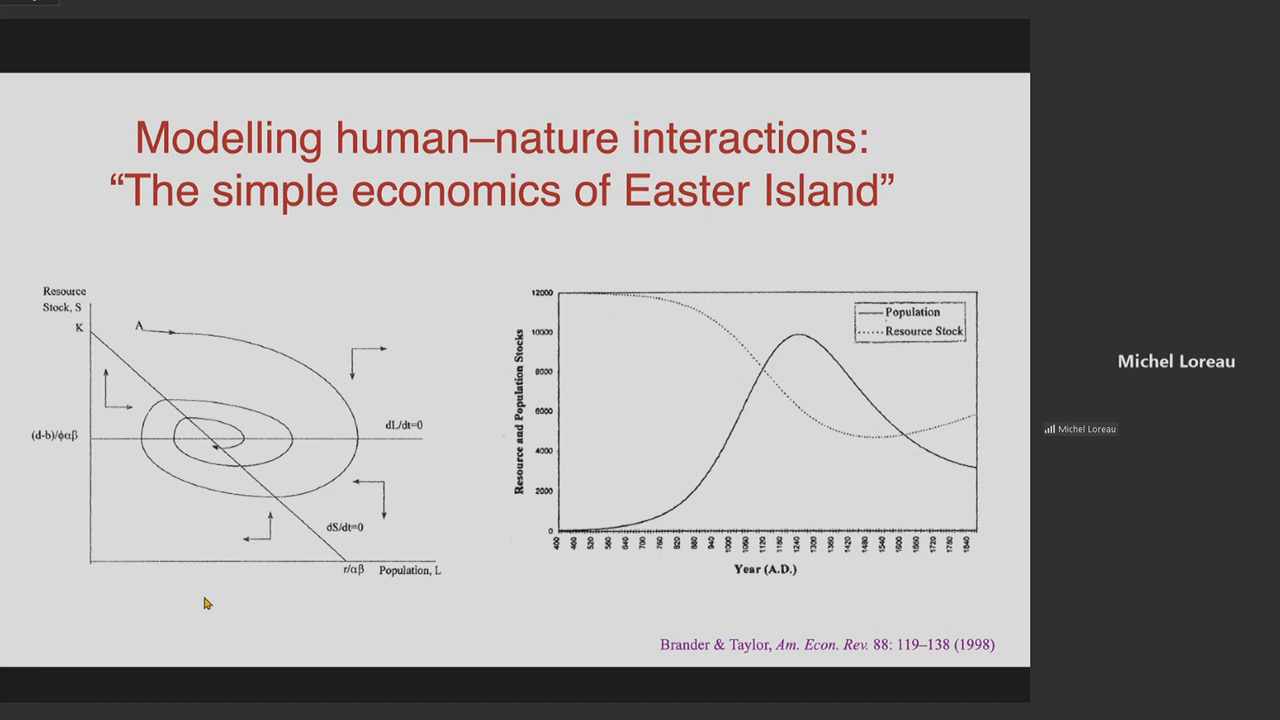 Modelling human–nature interactions:
“The simple economics of Easter Island”
Resource
Stock, S
K
A
dL/dt=0
(d-b)/ϕαβ
dS/dt=0
r/αβ
Population, L
Resource and Population Stocks
12000
10000
8000
6000
4000
2000
0
Population
Resource Stock
400 460 520 580 640 700 760 820 880 940 1000 1060 1120 1180 1240 1300 1360 1420 1480 1540 1600 1660 1720 1780 1840
Year (A.D.)
Brander & Taylor, Am. Econ. Rev. 88: 119–138 (1998)
Michel Loreau
Michel Loreau